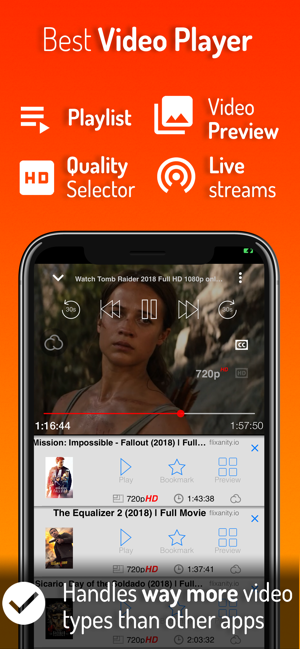 Best Video Player
Playlist
Video
Preview
HD
Quality
Selector
Live
streams
Watch Tomb Raider 2018 Full HD 1080p onl...
30s
30s
CC
720p HD
1:16:44
1:57:50
Mission: Impossible - Fallout (2018) | Full... flixanity.io
Play
Bookmark
Preview
720pHD
1:43:38
The Equalizer 2 (2018) | Full Movie flixanity.io
Play
Bookmark
Preview
720pHD
1:37:41
Sicario: Day of the Soldado (2018) | Full... flixanity.io
720pHD
2:03:32
Handles way more video
types than other apps